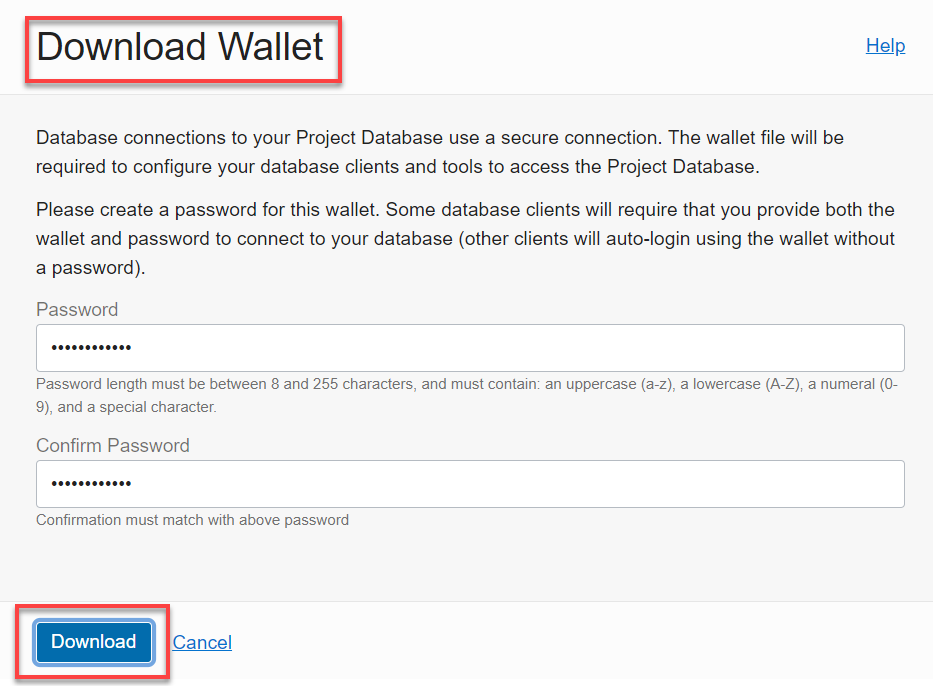 Download Wallet
Help
Database connections to your Project Database use a secure connection. The wallet file will be
required to configure your database clients and tools to access the Project Database.
Please create a password for this wallet. Some database clients will require that you provide both the
wallet and password to connect to your database (other clients will auto-login using the wallet without
a password).
Password
••••••••••••
Password length must be between 8 and 255 characters, and must contain: an uppercase (a-z), a lowercase (A-Z), a numeral (0-
9), and a special character.
Confirm Password
••••••••••••
Confirmation must match with above password
Download
Cancel